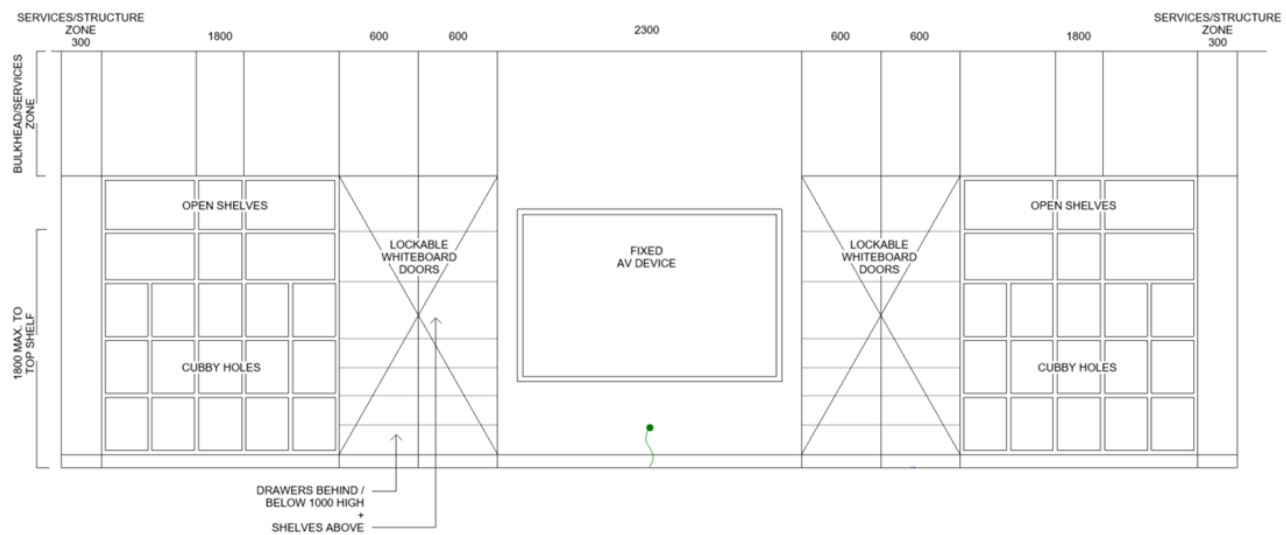 SERVICES/STRUCTURE
ZONE
300
1800
600
600
2300
600
600
1800
SERVICES/STRUCTURE
ZONE
300
BULKHEAD/SERVICES
ZONE
1800 MAX. TO
TOP SHELF
OPEN SHELVES
LOCKABLE
WHITEBOARD
DOORS
FIXED
AV DEVICE
LOCKABLE
WHITEBOARD
DOORS
OPEN SHELVES
CUBBY HOLES
CUBBY HOLES
DRAWERS BEHIND /
BELOW 1000 HIGH
+
SHELVES ABOVE